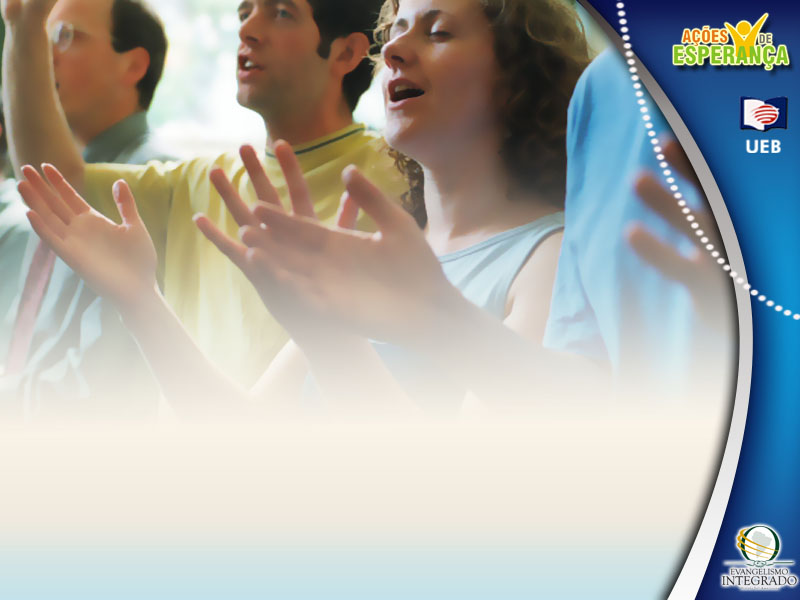 AÇÕES DE
ESPERANÇA
UEB
EVANGELISMO
INTEGRADO